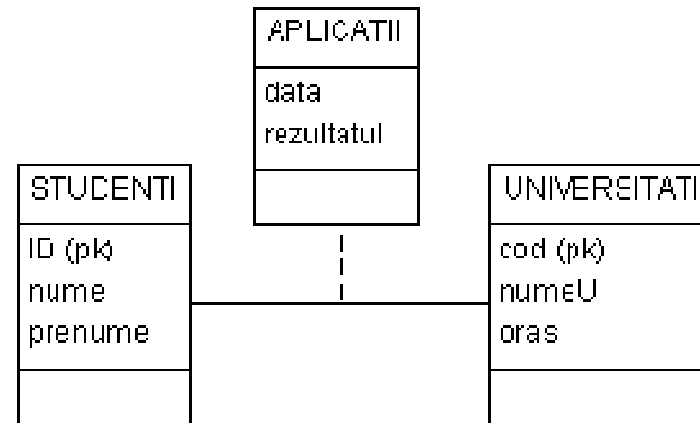 APLICATII
data
rezultatul
STUDENTI
ID (pk)
nume
prenume
UNIVERSITATI
cod (pk)
numeU
oras